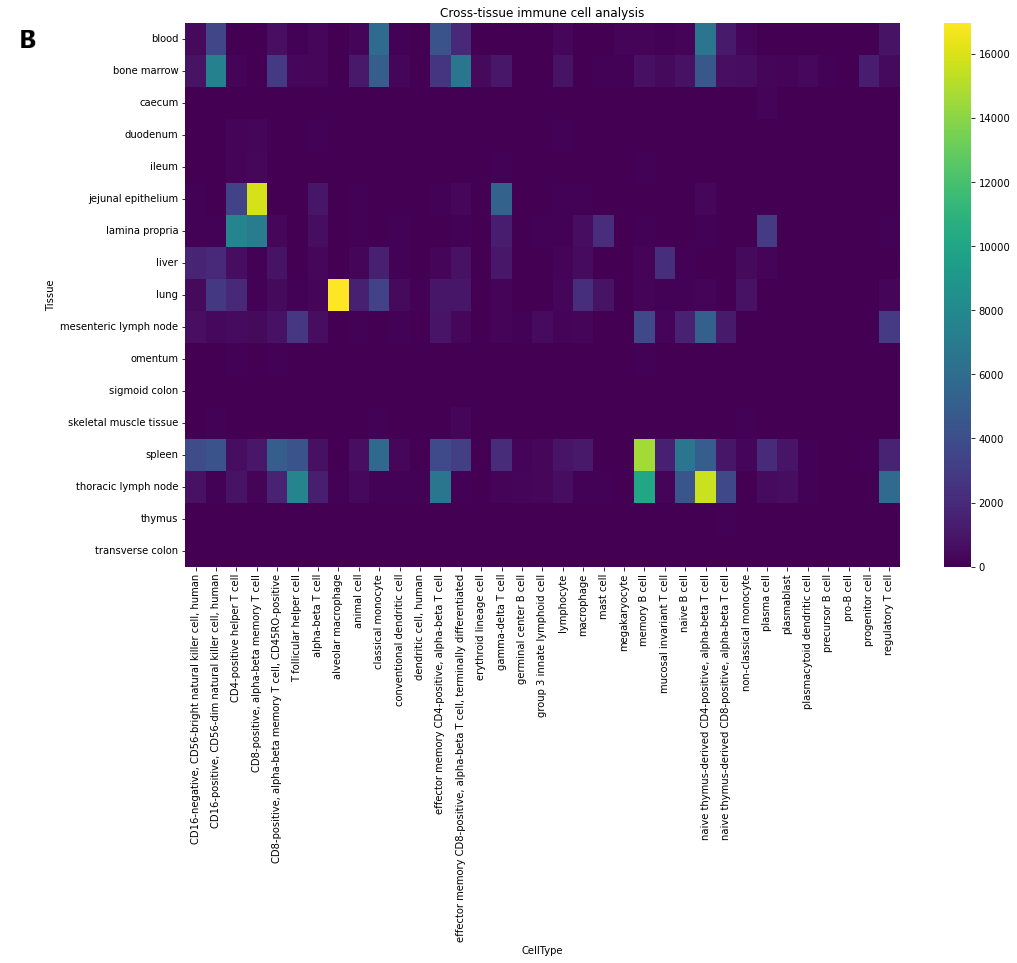 B
Cross-tissue immune cell analysis
Tissue
blood
bone marrow
caecum
duodenum
ileum
jejunal epithelium
lamina propria
liver
lung
mesenteric lymph node
omentum
sigmoid colon
skeletal muscle tissue
spleen
thoracic lymph node
thymus
transverse colon
CD16-negative, CD56-bright natural killer cell, human
CD16-positive, CD56-dim natural killer cell, human
CD4-positive helper T cell
CD8-positive, alpha-beta memory T cell
CD8-positive, alpha-beta memory T cell, CD45RO-positive
T follicular helper cell
alpha-beta T cell
alveolar macrophage
animal cell
classical monocyte
conventional dendritic cell
dendritic cell, human
effector memory CD4-positive, alpha-beta T cell
effector memory CD8-positive, alpha-beta T cell, terminally differentiated
erythroid lineage cell
gamma-delta T cell
germinal center B cell
group 3 innate lymphoid cell
lymphocyte
macrophage
mast cell
megakaryocyte
memory B cell
mucosal invariant T cell
naive B cell
naive thymus-derived CD4-positive, alpha-beta T cell
naive thymus-derived CD8-positive, alpha-beta T cell
non-classical monocyte
plasma cell
plasmablast
plasmacytoid dendritic cell
precursor B cell
pro-B cell
progenitor cell
regulatory T cell
CellType
16000
14000
12000
10000
8000
6000
4000
2000
0